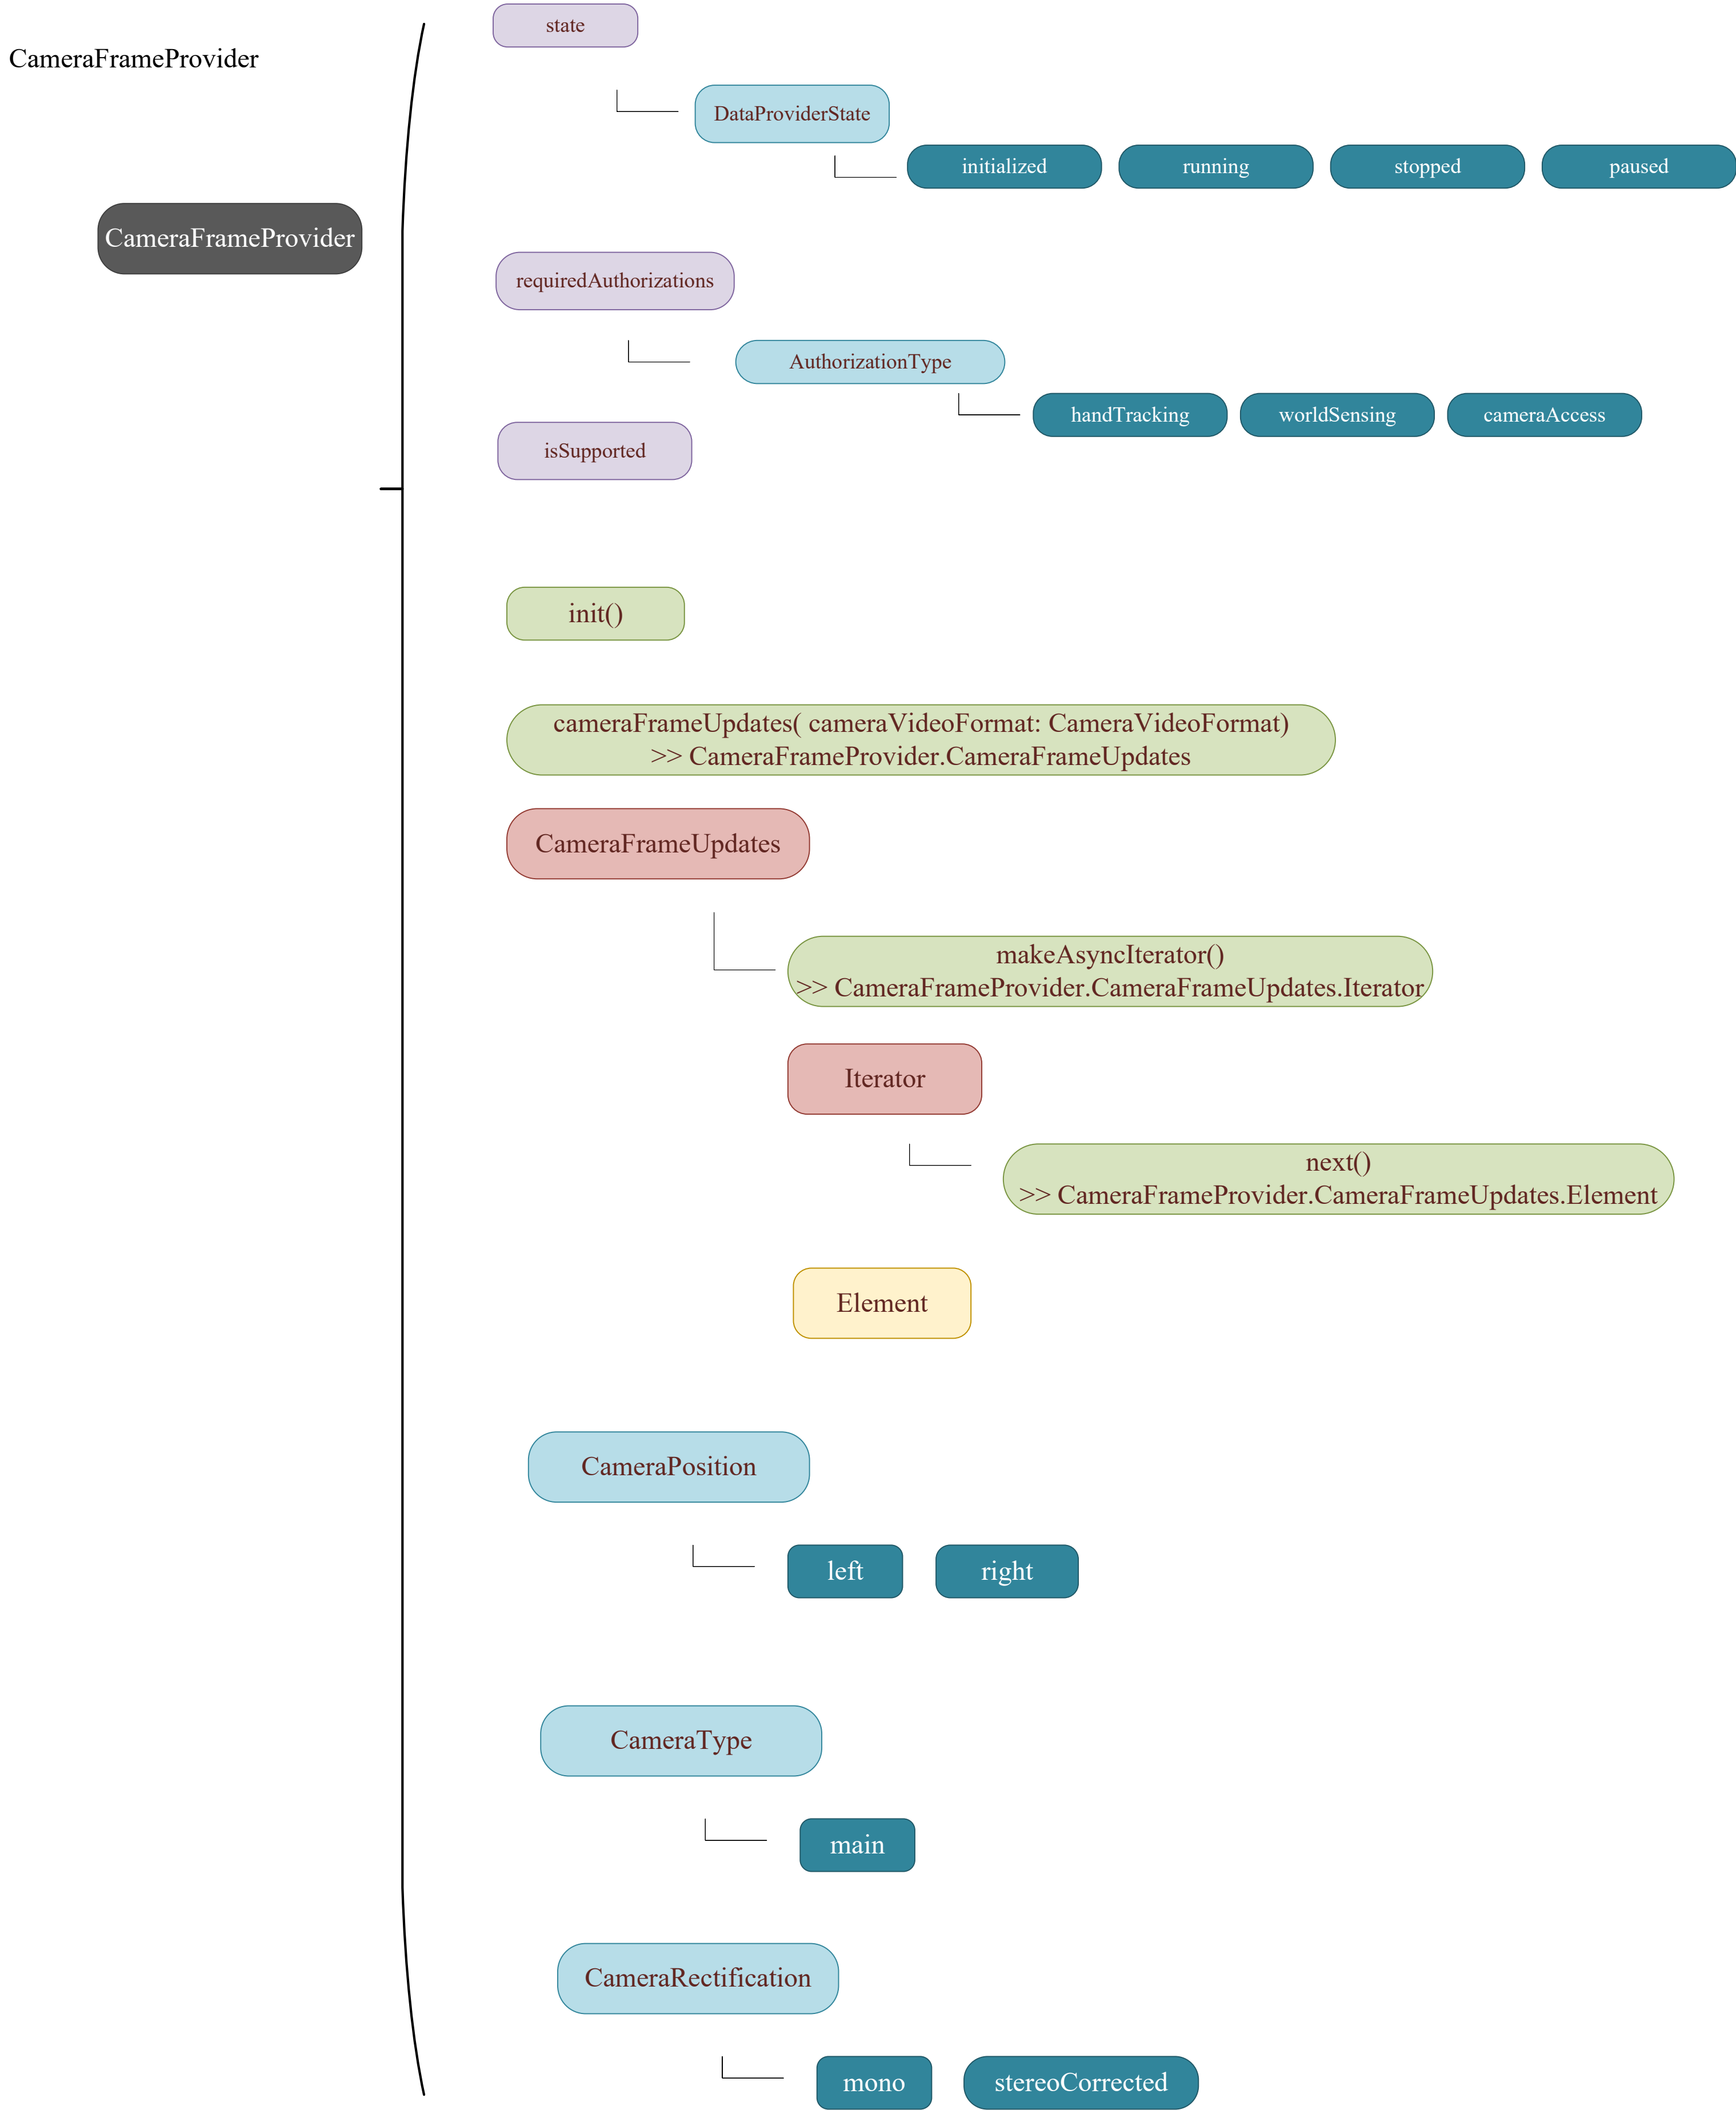 CameraFrameProvider
CameraFrameProvider
state
DataProviderState
initialized
running
stopped
paused
requiredAuthorizations
AuthorizationType
handTracking
worldSensing
cameraAccess
isSupported
init()
cameraFrameUpdates( cameraVideoFormat: CameraVideoFormat)
>> CameraFrameProvider.CameraFrameUpdates
CameraFrameUpdates
makeAsyncIterator()
>> CameraFrameProvider.CameraFrameUpdates.Iterator
Iterator
next()
>> CameraFrameProvider.CameraFrameUpdates.Element
Element
CameraPosition
left
right
CameraType
main
CameraRectification
mono
stereoCorrected